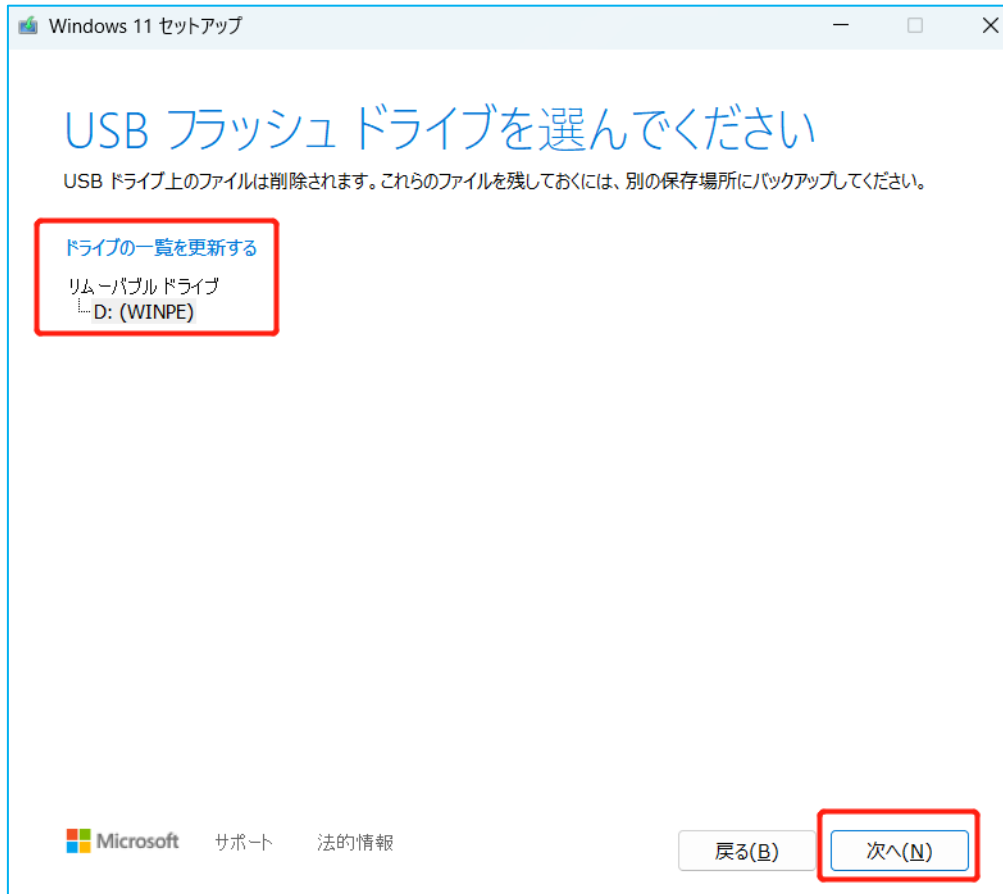 Windows 11 セットアップ
USB フラッシュ ドライブを選んでください
USB ドライブ上のファイルは削除されます。これらのファイルを残しておくには、別の保存場所にバックアップしてください。
ドライブの一覧を更新する
リムーバブル ドライブ
D: (WINPE)
Microsoft サポート 法的情報 戻る(B) 次へ(N)